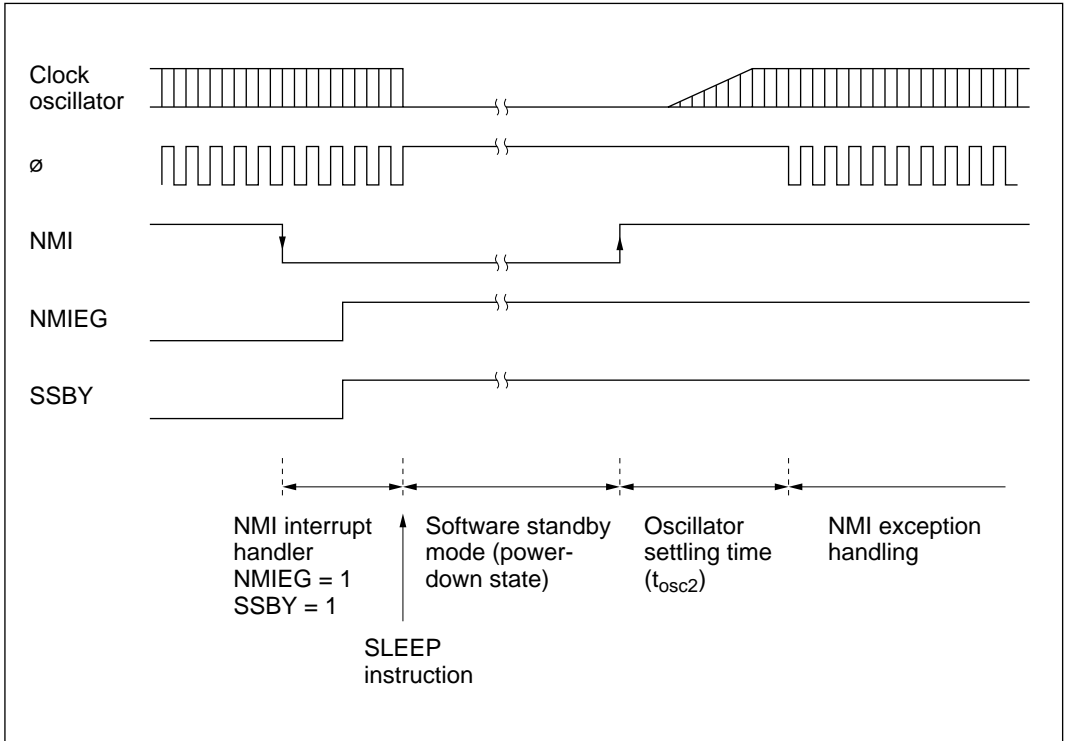 Clock
oscillator
ø
NMI
NMIEG
SSBY
NMI interrupt
handler
NMIEG = 1
SSBY = 1
Software standby
mode (power-
down state)
Oscillator
settling time
(tosc2)
NMI exception
handling
SLEEP
instruction